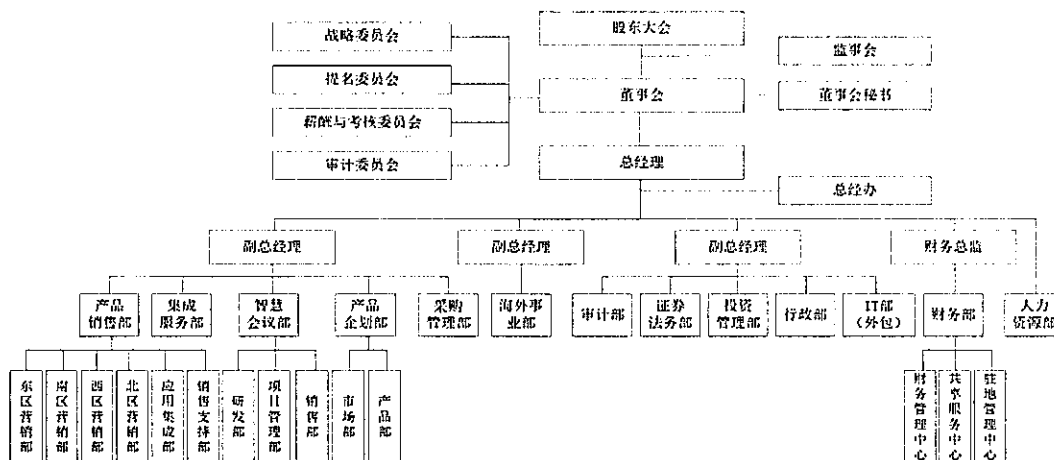 战略委员会
股东大会
监事会
提名委员会
董事会
董事会秘书
薪酬与考核委员会
审计委员会
总经理
总经办
副总经理
副总经理
副总经理
财务总监
产品
销售部
集成
服务部
智慧
会议部
产品
企划部
采购
管理部
海外事
业部
审计部
证券
法务部
投资
管理部
行政部
IT部
（外包）
财务部
人力
资源部
东区营销部
南区营销部
西区营销部
北区营销部
应用集成部
销售支持部
研发部
项目管理部
销售部
市场部
产品部
财务管理中心
共享服务中心
驻地管理中心